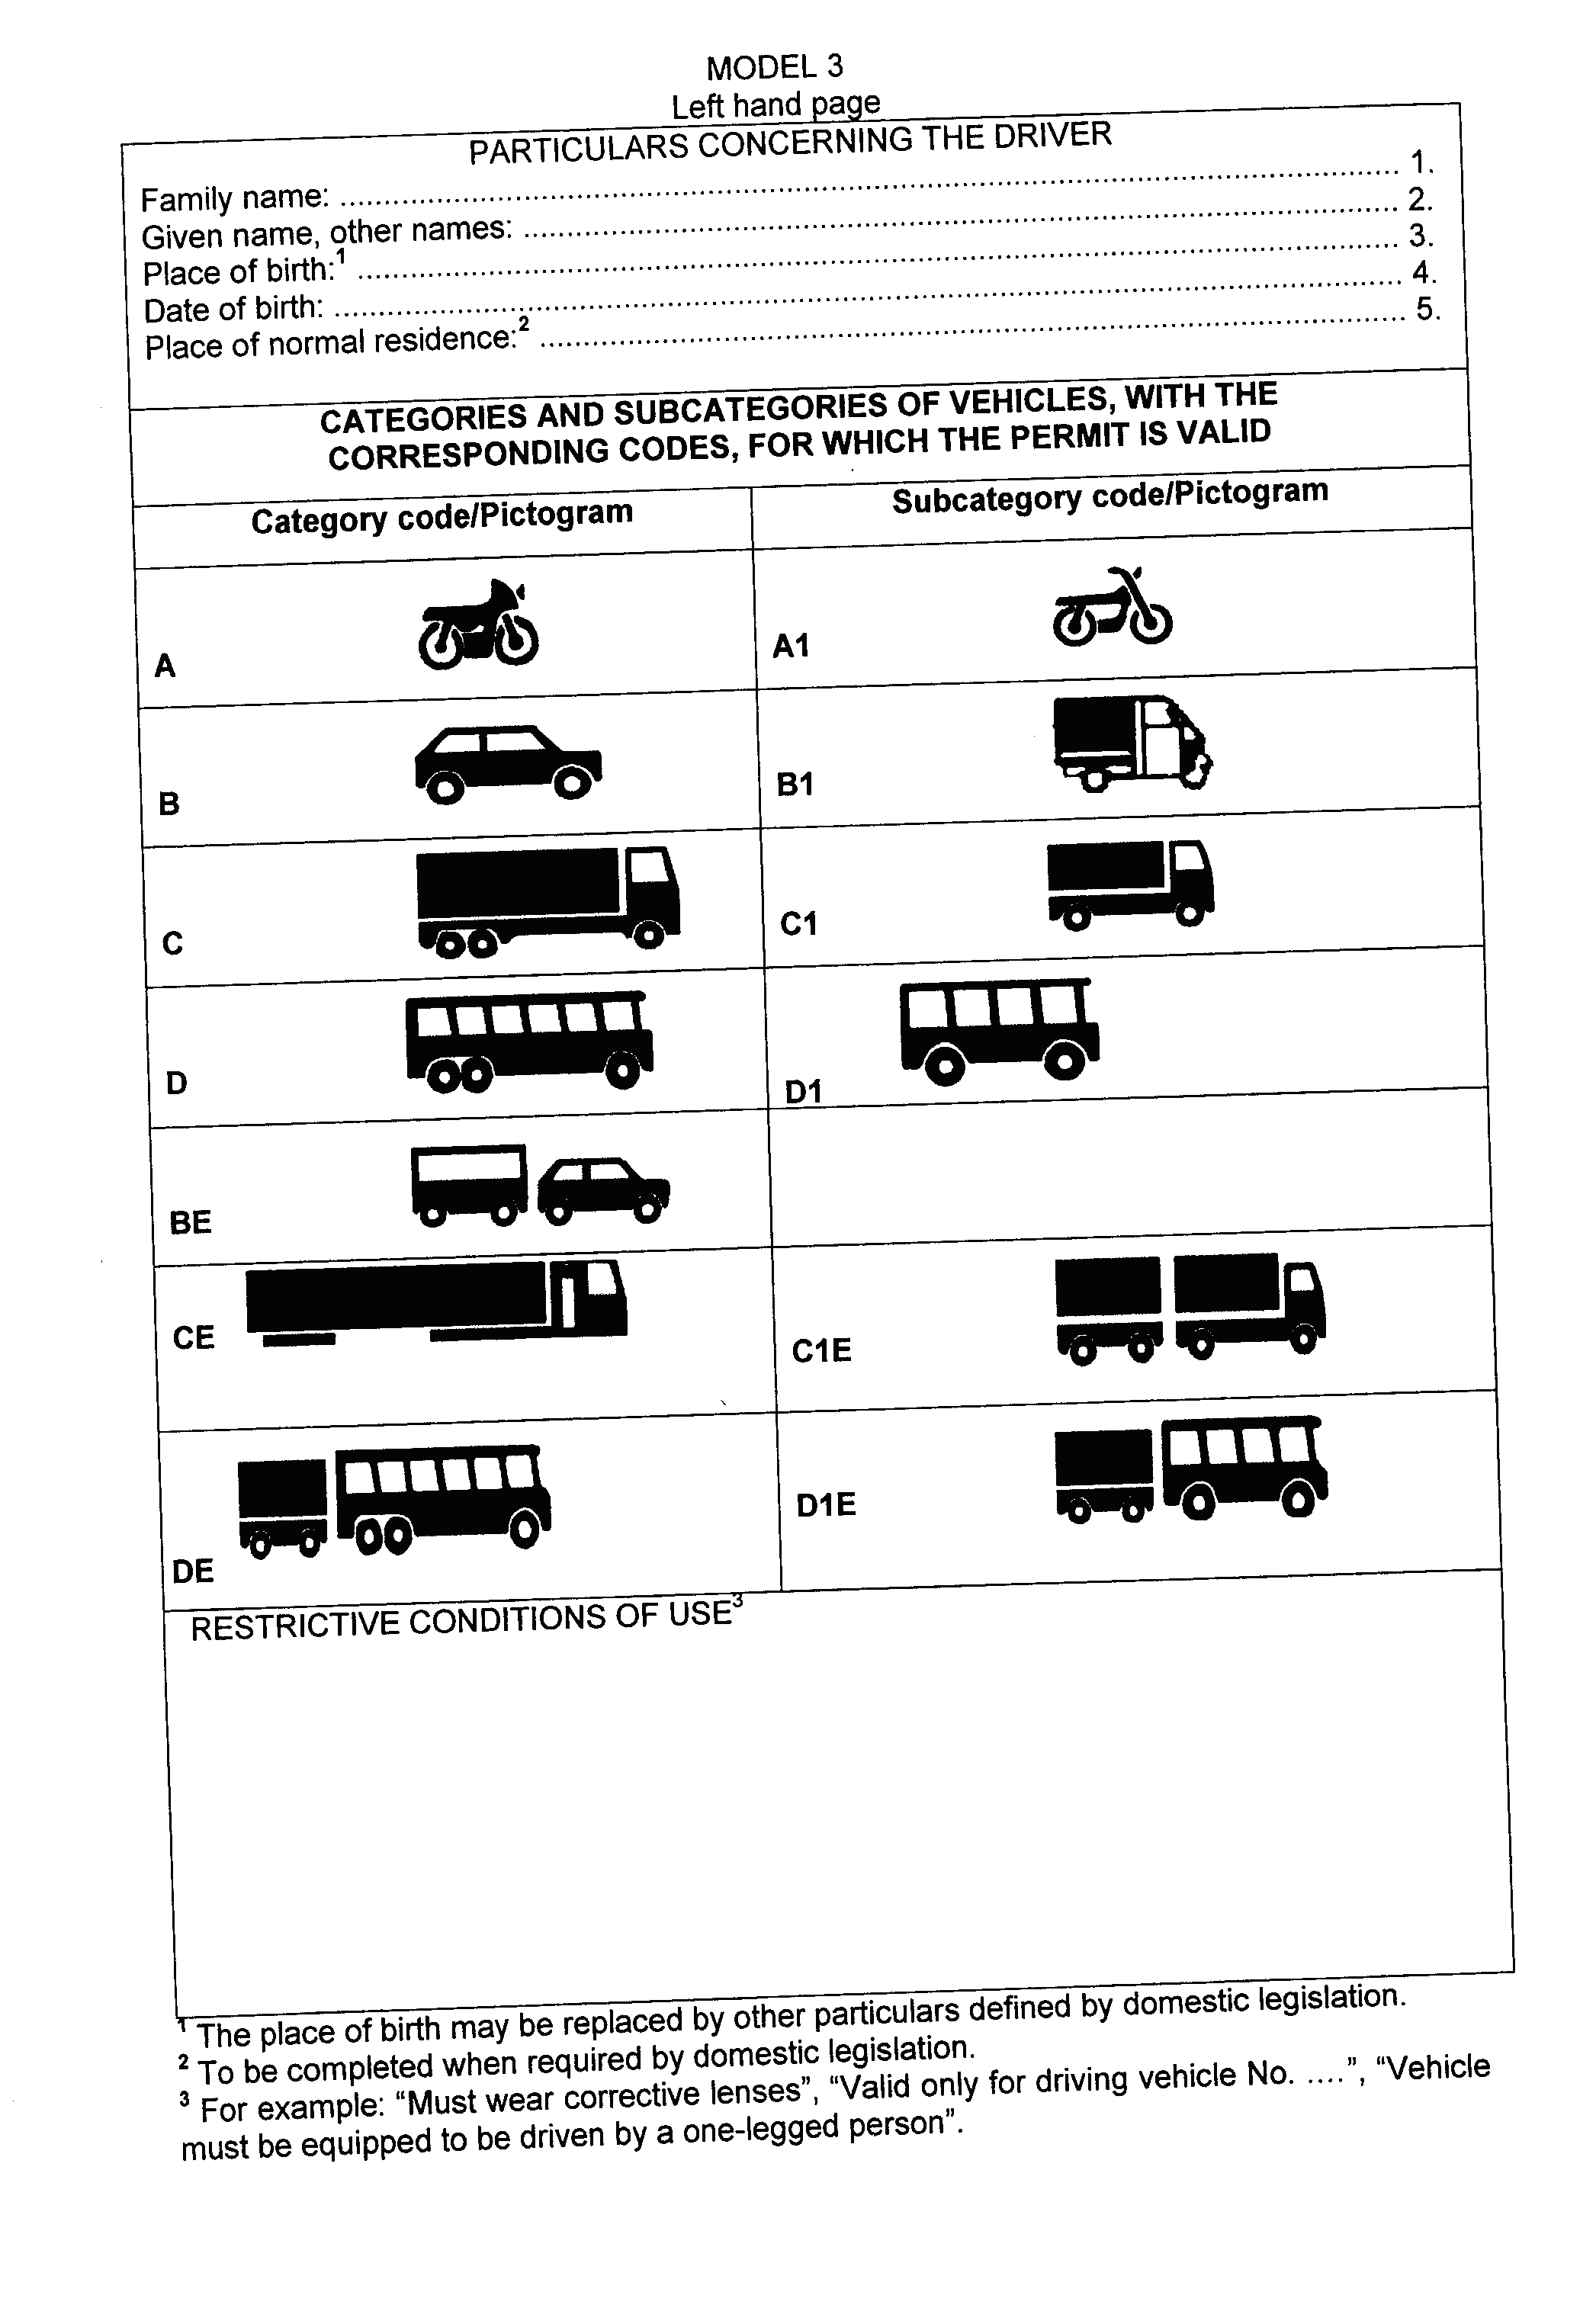 MODEL 3
Left hand page
PARTICULARS CONCERNING THE DRIVER
Family name: ........................................ 1.
Given name, other names: ........................................ 2.
Place of birth:¹ ........................................ 3.
Date of birth: ........................................ 4.
Place of normal residence:² ........................................ 5.
CATEGORIES AND SUBCATEGORIES OF VEHICLES, WITH THE
CORRESPONDING CODES, FOR WHICH THE PERMIT IS VALID
Category code/Pictogram
Subcategory code/Pictogram
A
A1
B
B1
C
C1
D
D1
BE
CE
C1E
DE
D1E
RESTRICTIVE CONDITIONS OF USE³
¹ The place of birth may be replaced by other particulars defined by domestic legislation.
² To be completed when required by domestic legislation.
³ For example: “Must wear corrective lenses”, “Valid only for driving vehicle No. ....”, “Vehicle
must be equipped to be driven by a one-legged person”.